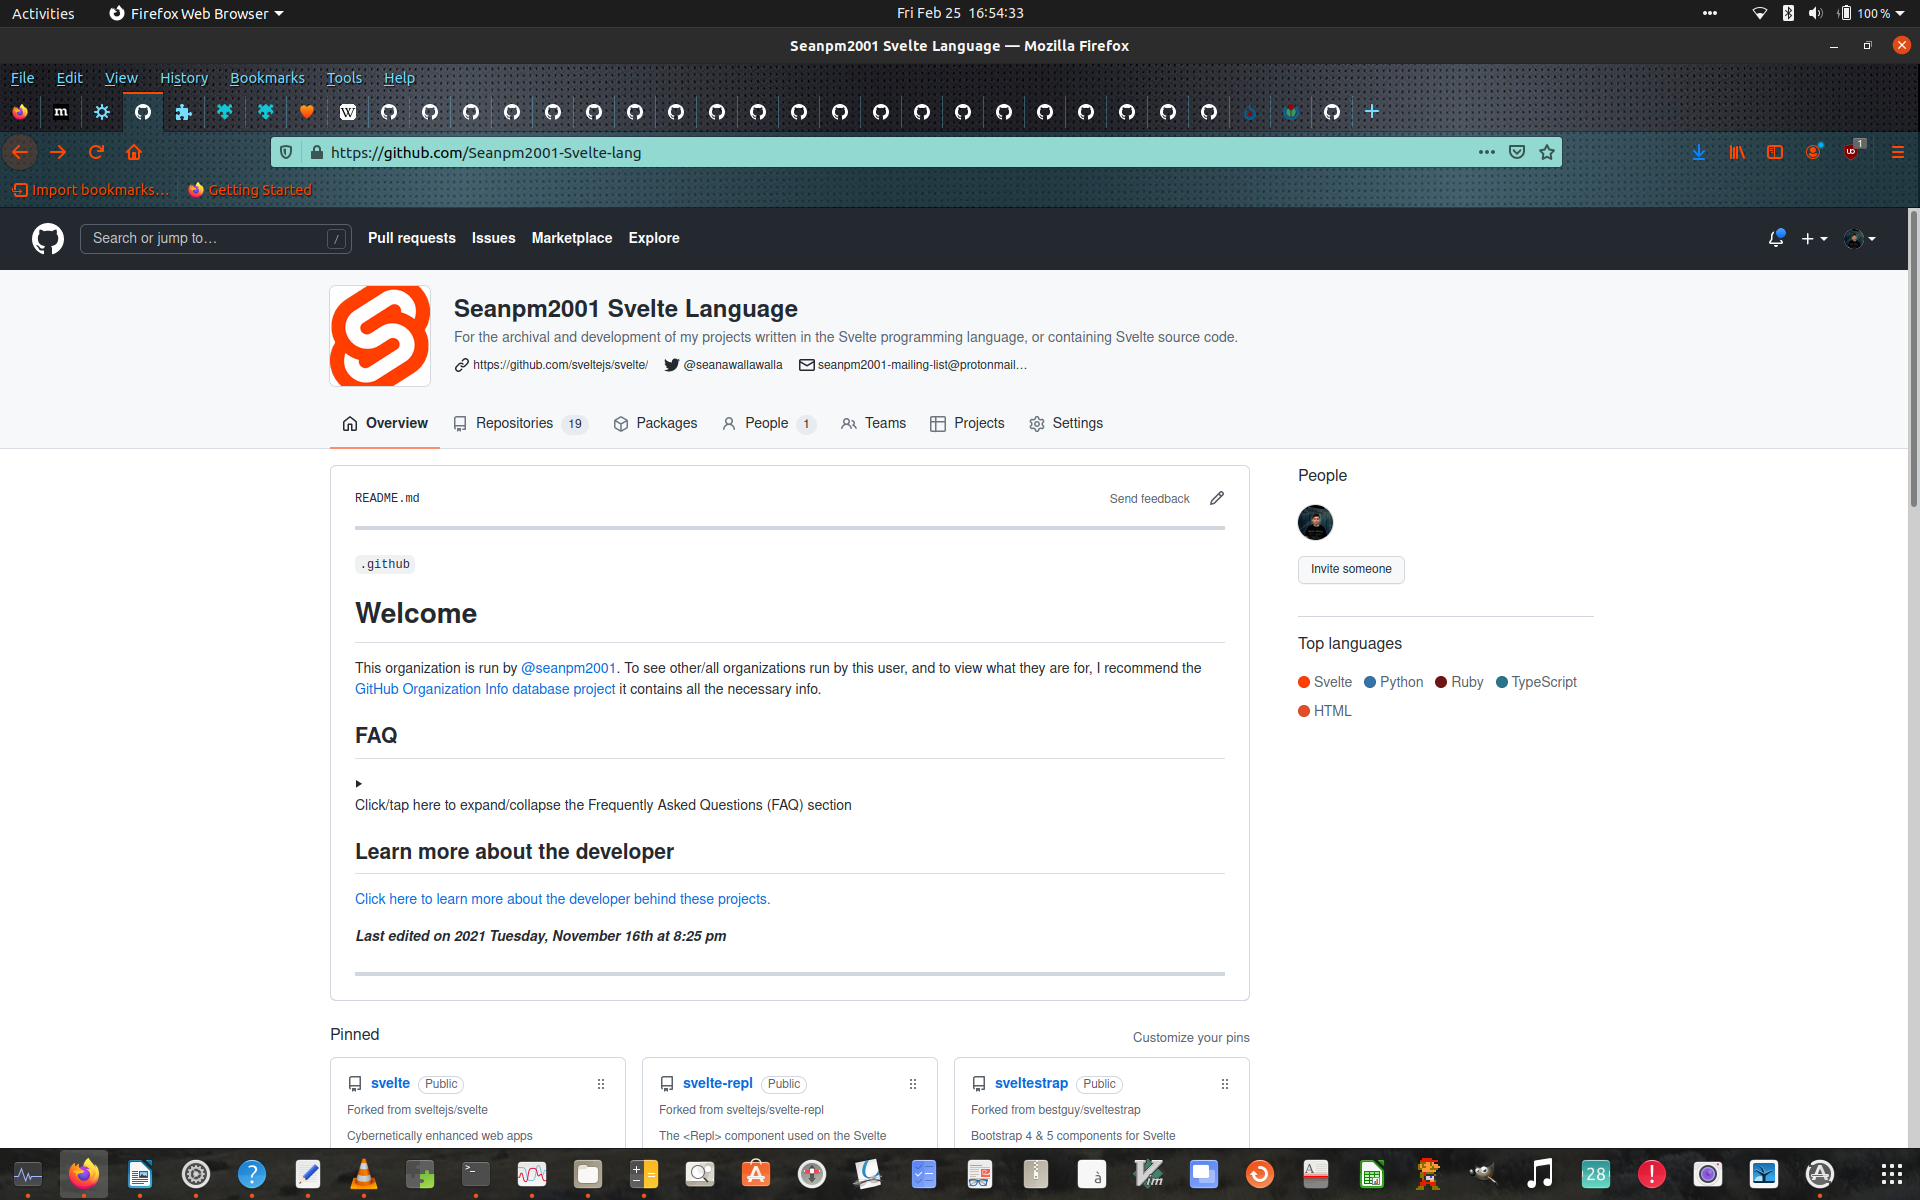 Activities
Firefox Web Browser
Fri Feb 25 16:54:33
100 %
Seanpm2001 Svelte Language — Mozilla Firefox
File Edit View History Bookmarks Tools Help
m
W
https://github.com/Seanpm2001-Svelte-lang
1
Import bookmarks…
Getting Started
Search or jump to…
/
Pull requests
Issues
Marketplace
Explore
Seanpm2001 Svelte Language
For the archival and development of my projects written in the Svelte programming language, or containing Svelte source code.
https://github.com/sveltejs/svelte/
@seanawallawalla
seanpm2001-mailing-list@protonmail…
Overview
Repositories 19
Packages
People 1
Teams
Projects
Settings
README.md
Send feedback
.github
Welcome
This organization is run by @seanpm2001. To see other/all organizations run by this user, and to view what they are for, I recommend the
GitHub Organization Info database project it contains all the necessary info.
FAQ
Click/tap here to expand/collapse the Frequently Asked Questions (FAQ) section
Learn more about the developer
Click here to learn more about the developer behind these projects.
Last edited on 2021 Tuesday, November 16th at 8:25 pm
People
Invite someone
Top languages
Svelte
Python
Ruby
TypeScript
HTML
Pinned
Customize your pins
svelte
Public
Forked from sveltejs/svelte
Cybernetically enhanced web apps
svelte-repl
Public
Forked from sveltejs/svelte-repl
The <Repl> component used on the Svelte
sveltestrap
Public
Forked from bestguy/sveltestrap
Bootstrap 4 & 5 components for Svelte
28